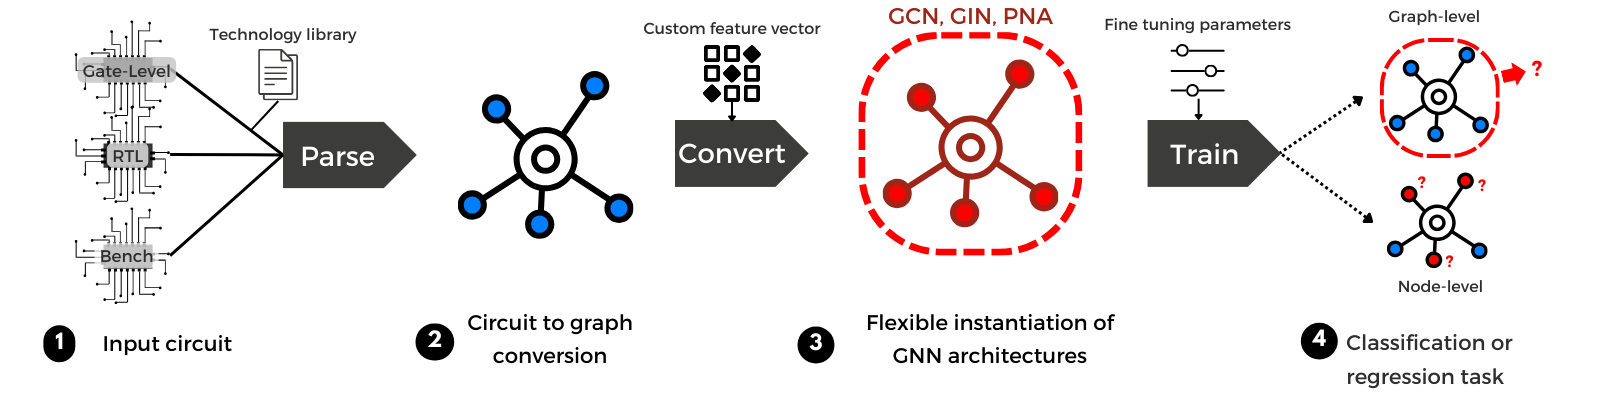 Gate-Level
RTL
Bench
Technology library
Parse
Custom feature vector
Convert
GCN, GIN, PNA
Fine tuning parameters
Train
Graph-level
?
? ?
?
Node-level
1 Input circuit
2 Circuit to graph
conversion
3 Flexible instantiation of
GNN architectures
4 Classification or
regression task